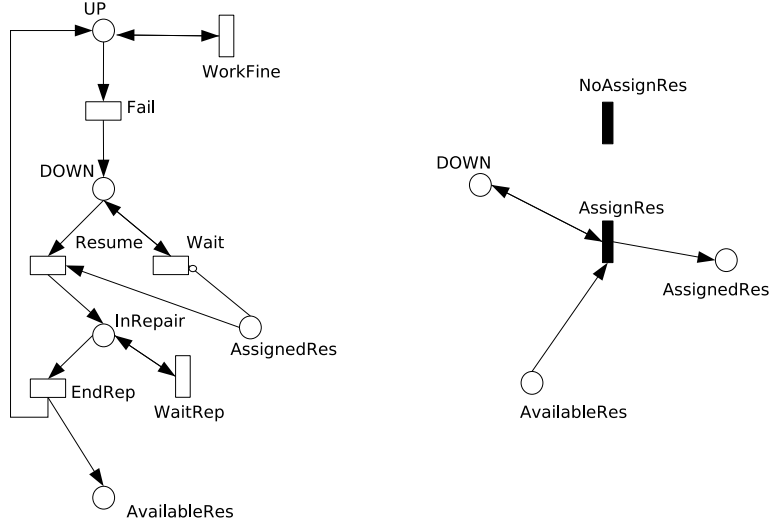 UP
WorkFine
Fail
DOWN
Resume
Wait
InRepair
AssignedRes
EndRep
WaitRep
AvailableRes
NoAssignRes
DOWN
AssignRes
AssignedRes
AvailableRes